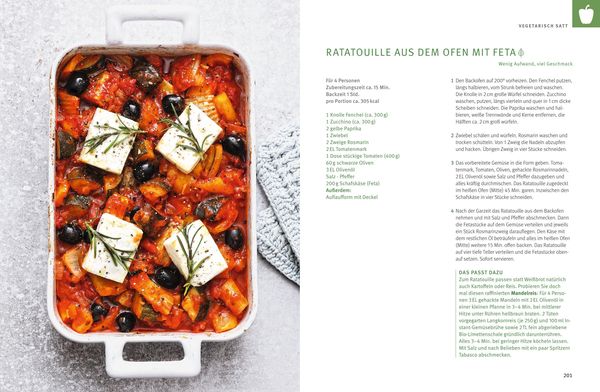 VEGETARISCH SATT
RATATOUILLE AUS DEM OFEN MIT FETA
Wenig Aufwand, viel Geschmack
Für 4 Personen
Zubereitungszeit ca. 15 Min.
Backzeit 1 Std.
pro Portion ca. 305 kcal
1 Knolle Fenchel (ca. 300 g)
1 Zucchino (ca. 300 g)
2 gelbe Paprika
1 Zwiebel
2 Zweige Rosmarin
2 EL Tomatenmark
1 Dose stückige Tomaten (400 g)
60 g schwarze Oliven
3 EL Olivenöl
Salz · Pfeffer
200 g Schafskäse (Feta)
Außerdem:
Auflaufform mit Deckel
1 Den Backofen auf 200° vorheizen. Den Fenchel putzen,
längs halbieren, vom Strunk befreien und waschen.
Die Knolle in 2 cm große Würfel schneiden. Zucchino
waschen, putzen, längs vierteln und quer in 1 cm dicke
Scheiben schneiden. Die Paprika waschen und hal-
bieren, weiße Trennwände und Kerne entfernen, die
Hälften ca. 2 cm groß würfeln.
2 Zwiebel schälen und würfeln. Rosmarin waschen und
trocken schütteln. Von 1 Zweig die Nadeln abzupfen
und hacken. Übrigen Zweig in vier Stücke schneiden.
3 Das vorbereitete Gemüse in die Form geben. Toma-
tenmark, Tomaten, Oliven, gehackte Rosmarinnadeln,
2 EL Olivenöl sowie Salz und Pfeffer dazugeben und
alles kräftig durchmischen. Das Ratatouille zugedeckt
im heißen Ofen (Mitte) 45 Min. garen. Inzwischen den
Schafskäse in vier Stücke schneiden.
4 Nach der Garzeit das Ratatouille aus dem Backofen
nehmen und mit Salz und Pfeffer abschmecken. Dann
die Fetastücke auf dem Gemüse verteilen und jeweils
ein Stück Rosmarinzweig darauflegen. Den Käse mit
dem restlichen Öl beträufeln und alles im heißen Ofen
(Mitte) weitere 15 Min. offen backen. Das Ratatouille
auf vier tiefe Teller verteilen und die Fetastücke oben-
auf setzen. Sofort servieren.
DAS PASST DAZU
Zum Ratatouille passen statt Weißbrot natürlich
auch Kartoffeln oder Reis. Probieren Sie doch
mal diesen raffinierten Mandelreis: Für 4 Perso-
nen 3 EL gehackte Mandeln mit 2 EL Olivenöl in
einer kleinen Pfanne in 3–4 Min. bei mittlerer
Hitze unter Rühren hellbraun braten. 2 Tüten
vorgegarten Langkornreis (je 250 g) und 100 ml In-
stant-Gemüsebrühe sowie 2 TL fein abgeriebene
Bio-Limettenschale gründlich darunterrühren.
Alles 3–4 Min. bei geringer Hitze köcheln lassen.
Mit Salz und nach Belieben mit ein paar Spritzern
Tabasco abschmecken.
201